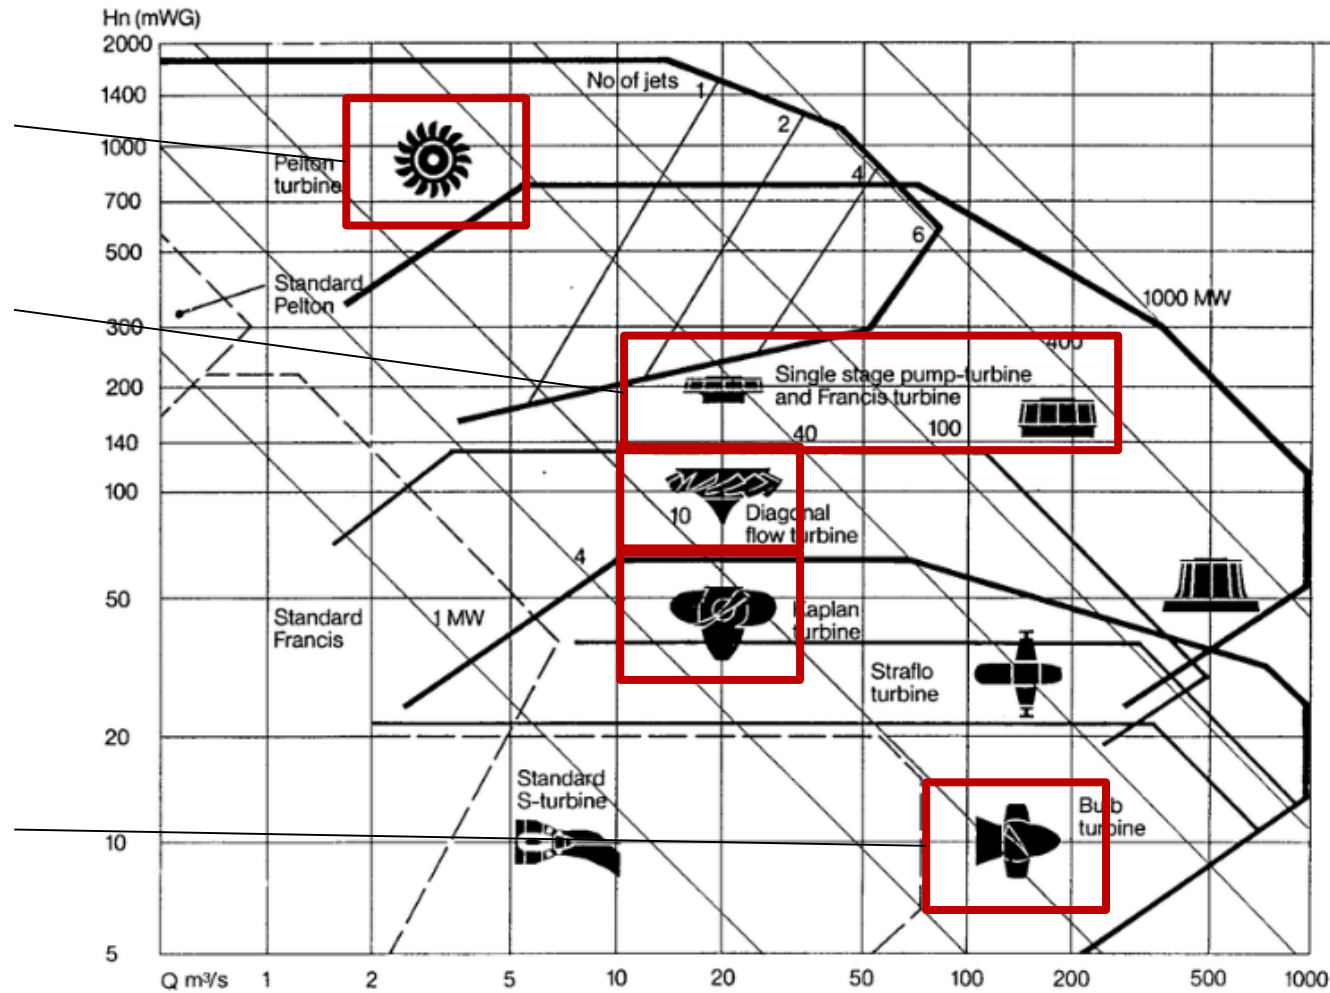 Hn (mWG)
2000
1400
1000
700
500
300
200
140
100
50
20
10
5
No of jets
1
2
4
6
Pelton
turbine
Standard
Pelton
1000 MW
400
Single stage pump-turbine
and Francis turbine
40
100
10
Diagonal
flow turbine
4
1 MW
Standard
Francis
Kaplan
turbine
Straflo
turbine
Standard
S-turbine
Bulb
turbine
Q m³/s
1
2
5
10
20
50
100
200
500
1000